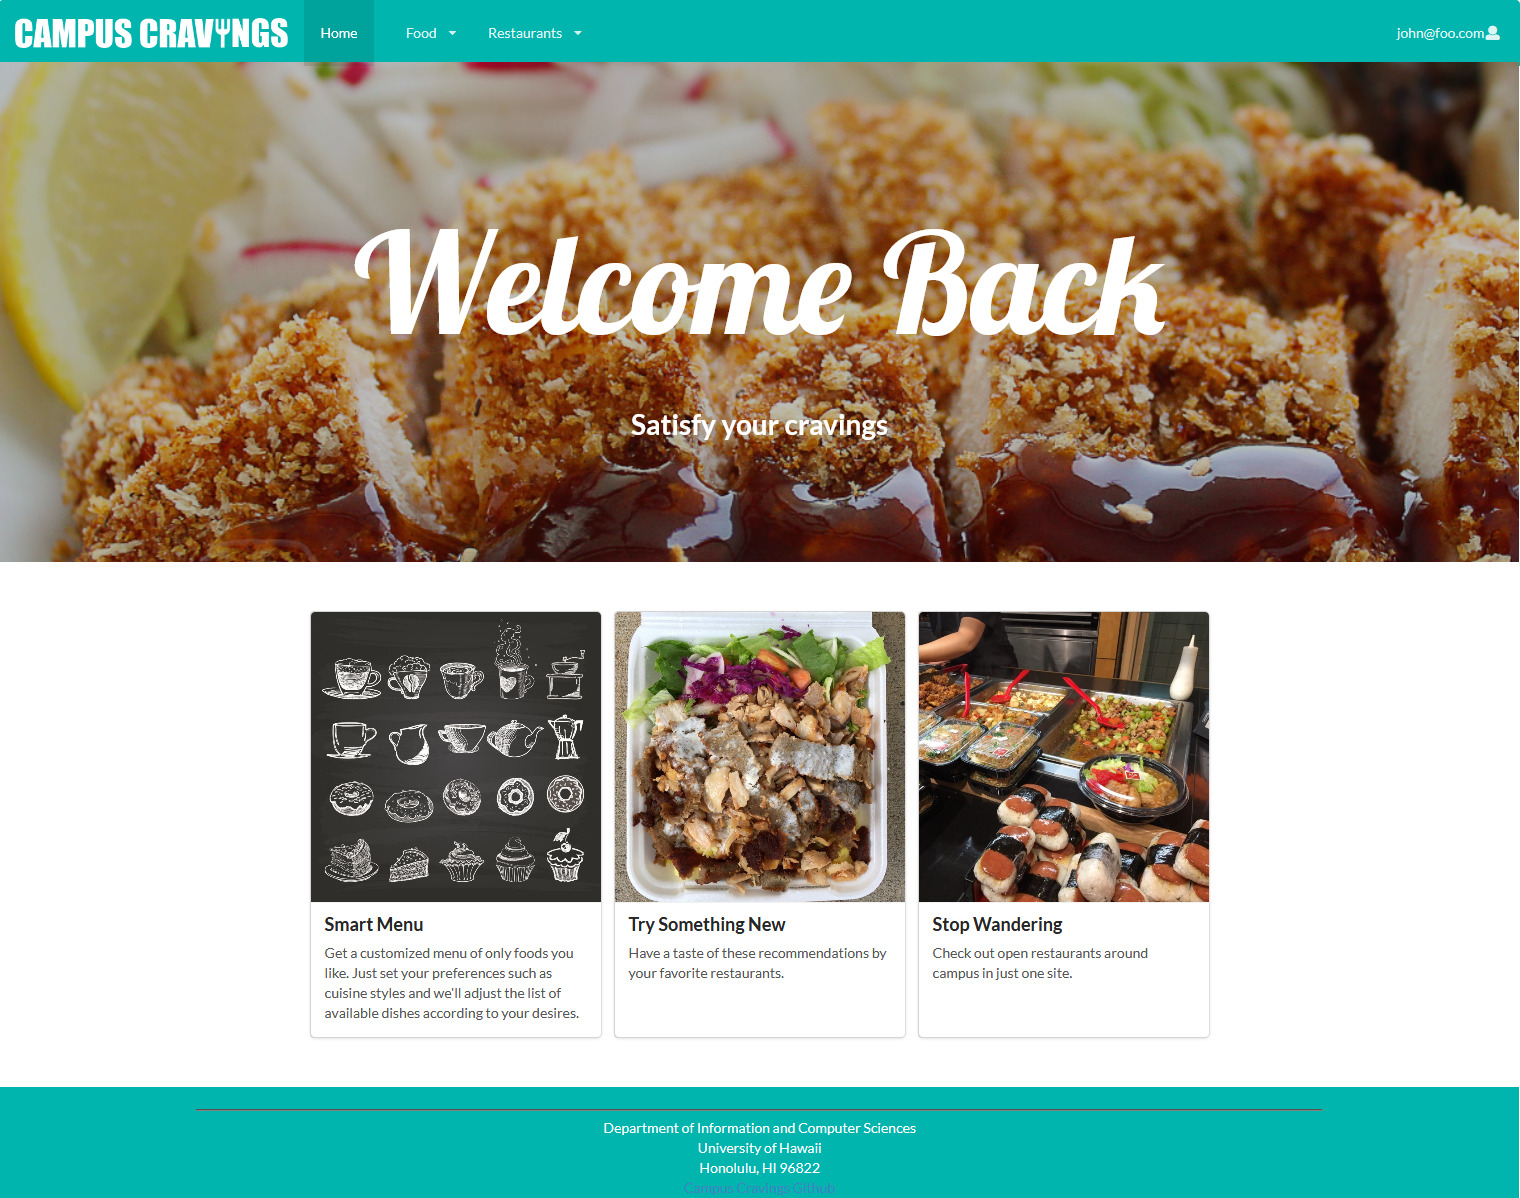 CAMPUS CRAVINGS
Home
Food
Restaurants
john@foo.com
Welcome Back
Satisfy your cravings
Smart Menu
Get a customized menu of only foods you
like. Just set your preferences such as
cuisine styles and we'll adjust the list of
available dishes according to your desires.
Try Something New
Have a taste of these recommendations by
your favorite restaurants.
Stop Wandering
Check out open restaurants around
campus in just one site.
Department of Information and Computer Sciences
University of Hawaii
Honolulu, HI 96822
Campus Cravings Github